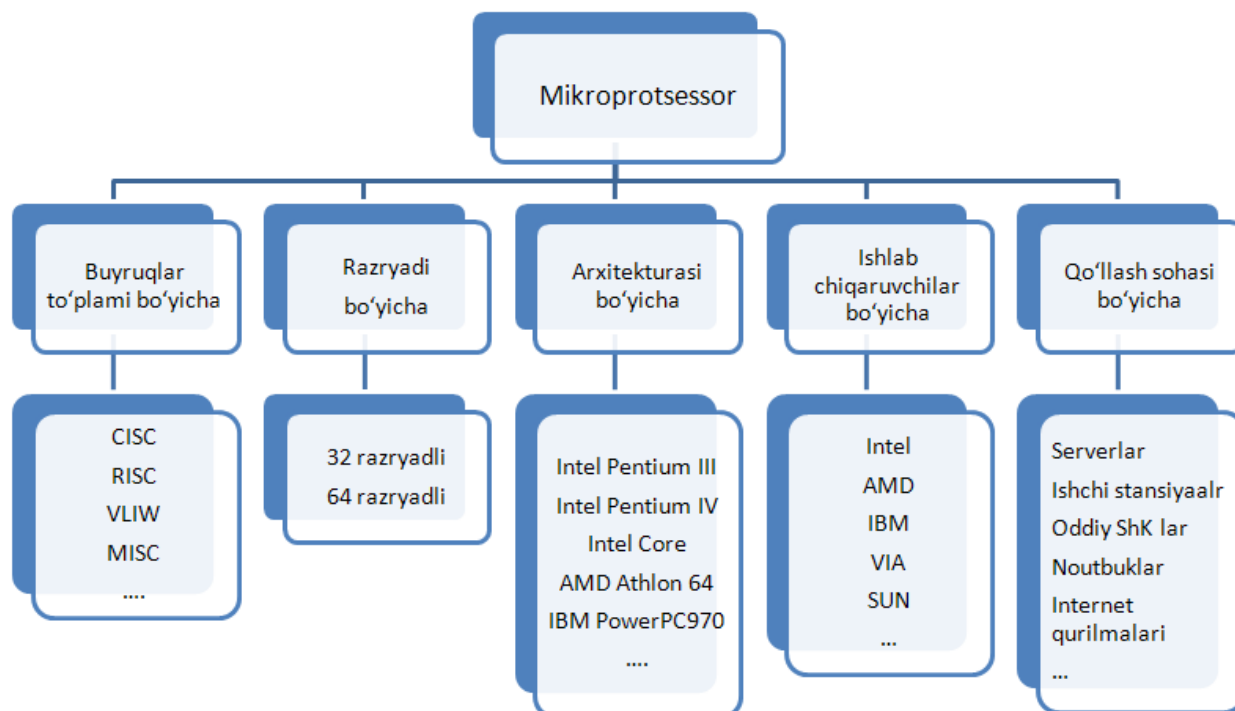 Mikroprotsessor
Buyruqlar
to‘plami bo‘yicha
Razryadi
bo‘yicha
Arxitekturasi
bo‘yicha
Ishlab
chiqaruvchilar
bo‘yicha
Qo‘llash sohasi
bo‘yicha
CISC
RISC
VLIW
MISC
....
32 razryadli
64 razryadli
Intel Pentium III
Intel Pentium IV
Intel Core
AMD Athlon 64
IBM PowerPC970
....
Intel
AMD
IBM
VIA
SUN
...
Serverlar
Ishchi stansiyaalr
Oddiy ShK lar
Noutbuklar
Internet
qurilmalari
...